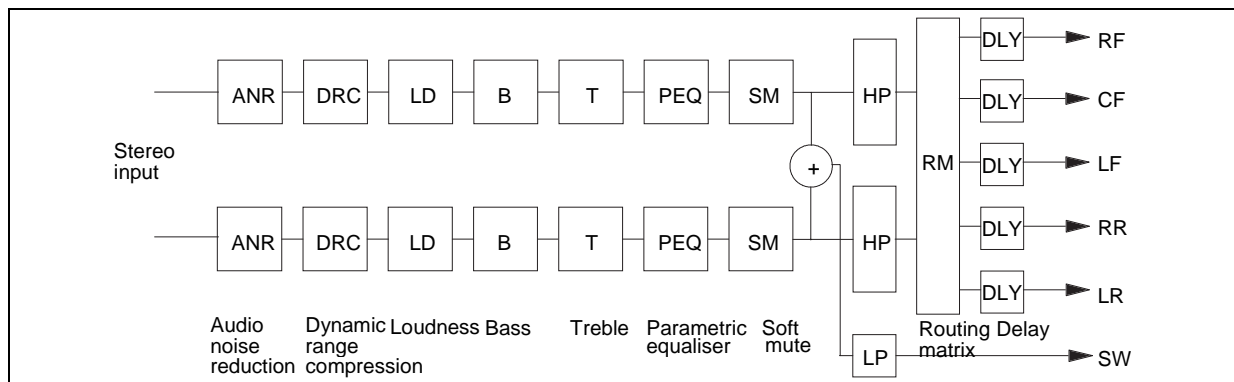 DLY RF
ANR DRC LD B T PEQ SM HP DLY CF
Stereo
input
+ RM DLY LF
ANR DRC LD B T PEQ SM HP DLY RR
DLY LR
Audio
noise
reduction
Dynamic
range
compression
Loudness
Bass
Treble
Parametric
equaliser
Soft
mute
LP
Routing
matrix
Delay
SW